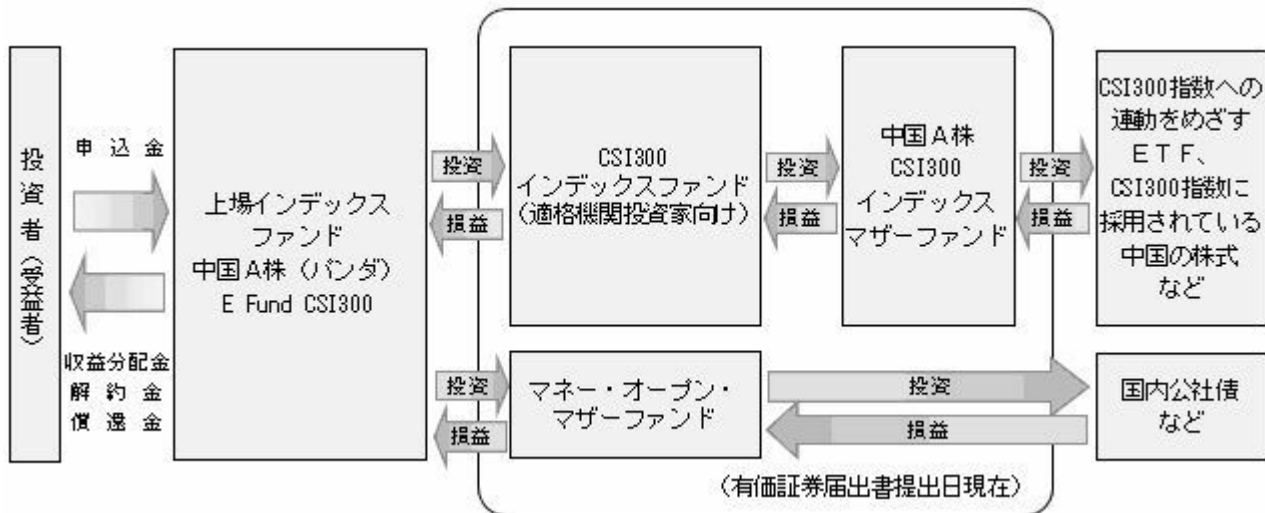 投資者(受益者)
申込金
収益分配金
解約金
償還金
上場インデックス
ファンド
中国A株(パンダ)
E Fund CSI300
投資
損益
CSI300
インデックスファンド
(適格機関投資家向け)
投資
損益
中国A株
CSI300
インデックス
マザーファンド
投資
損益
CSI300指数への
連動をめざす
ETF、
CSI300指数に
採用されている
中国の株式
など
投資
損益
マネー・オープン・
マザーファンド
投資
損益
国内公社債
など
(有価証券届出書提出日現在)